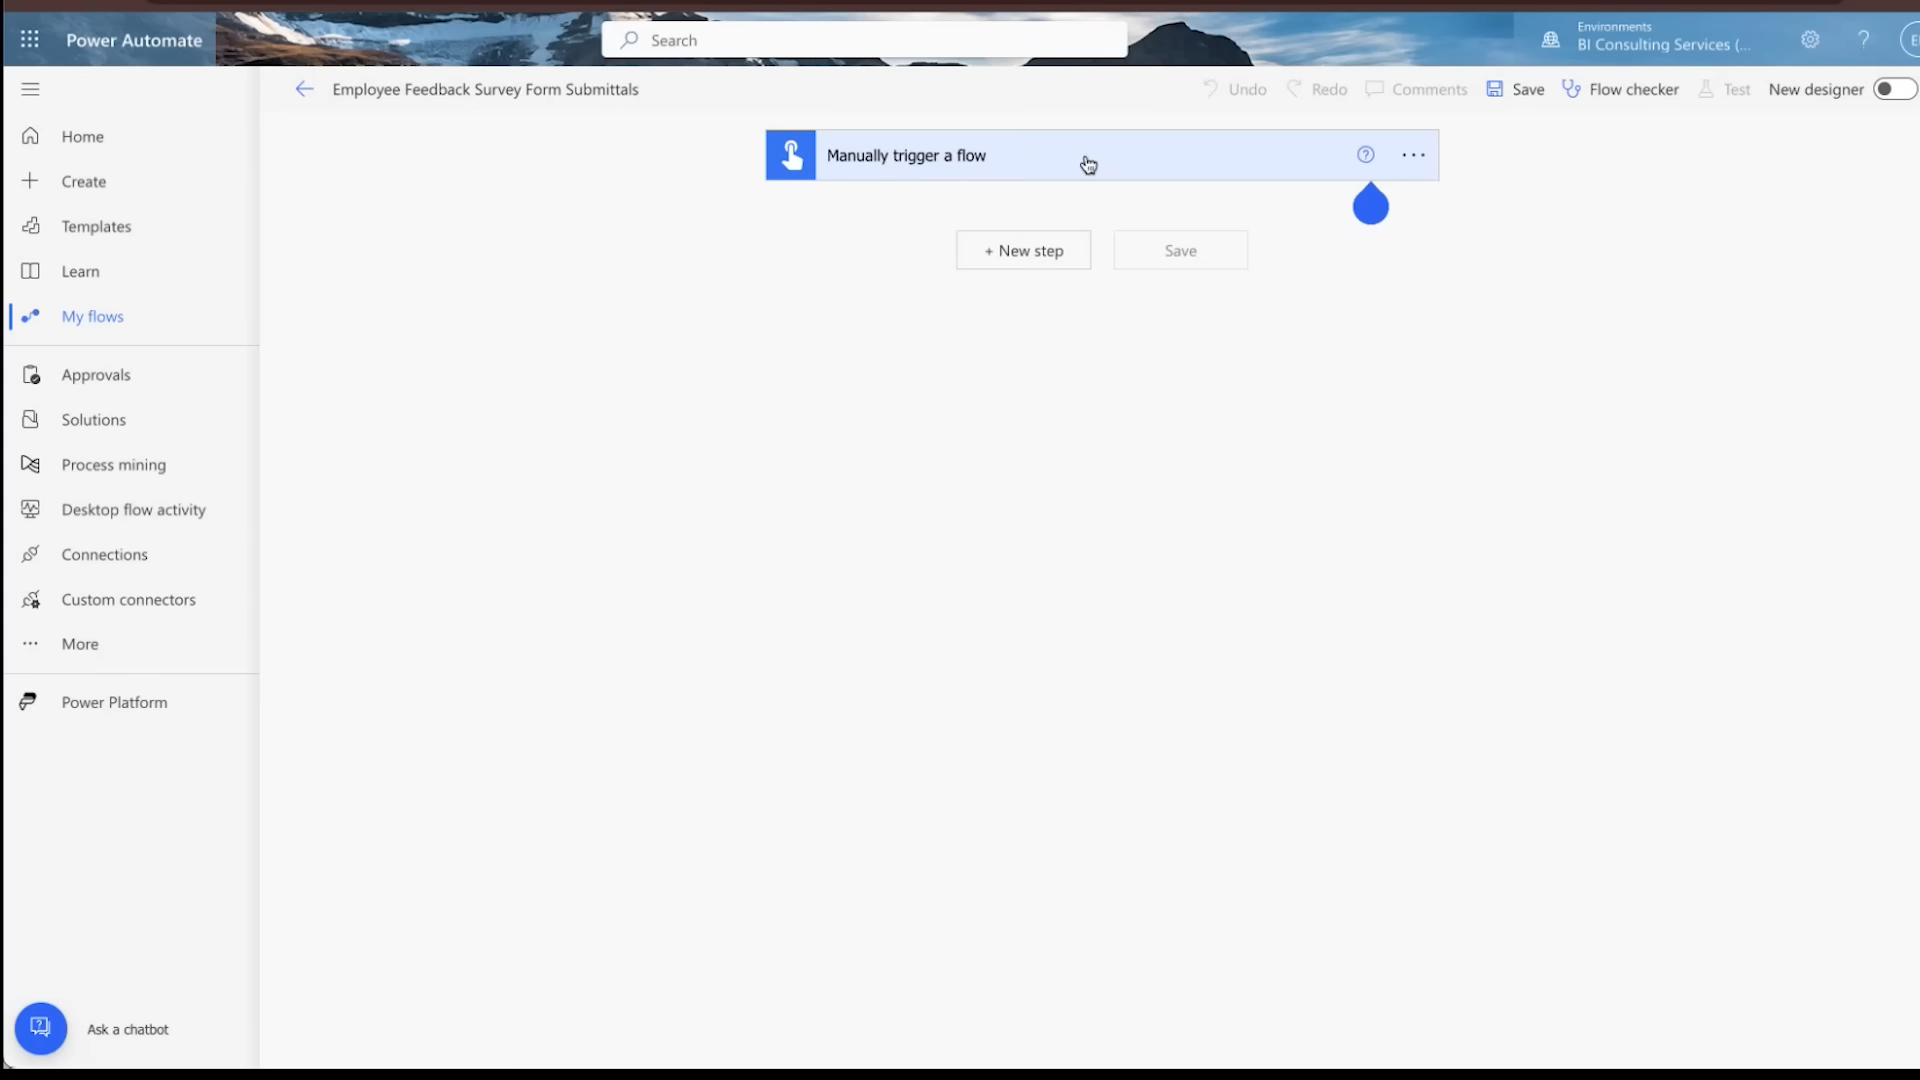 Power Automate
Search
Environments
BI Consulting Services (...
Employee Feedback Survey Form Submittals
Undo
Redo
Comments
Save
Flow checker
Test
New designer
Home
Create
Templates
Learn
My flows
Approvals
Solutions
Process mining
Desktop flow activity
Connections
Custom connectors
More
Power Platform
Manually trigger a flow
+ New step
Save
Ask a chatbot